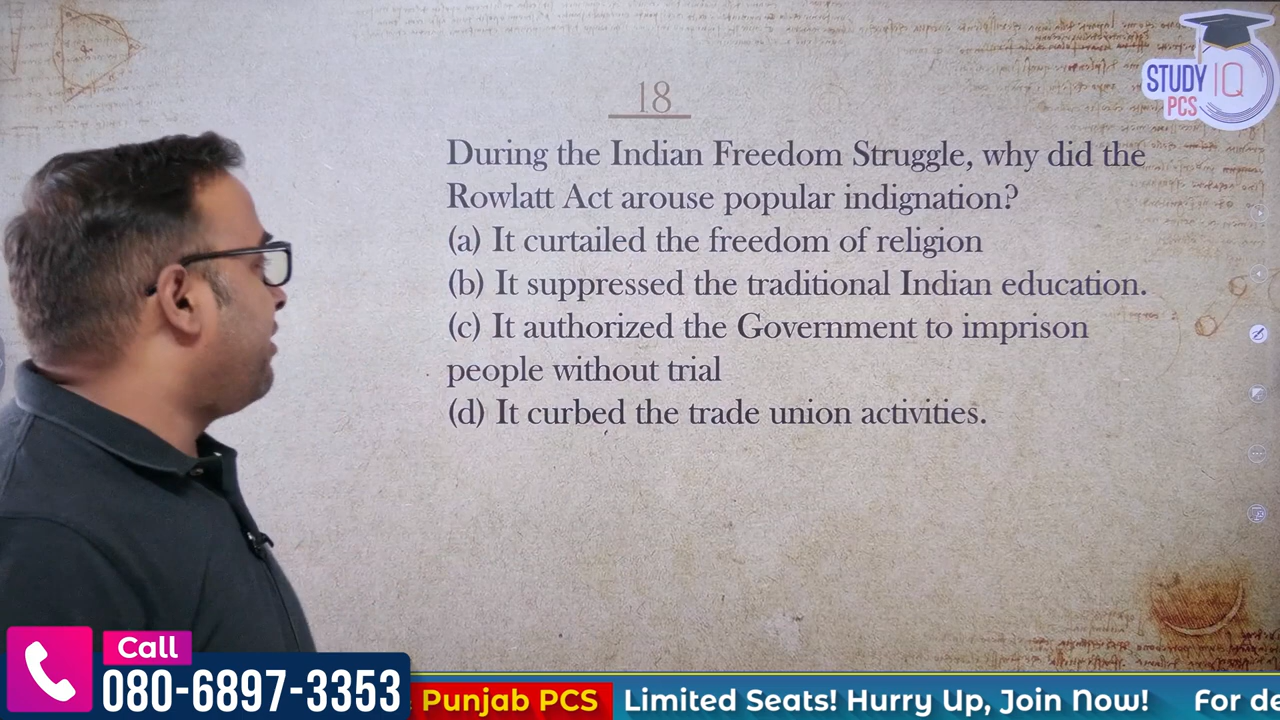 18
STUDY IQ
PCS
During the Indian Freedom Struggle, why did the
Rowlatt Act arouse popular indignation?
(a) It curtailed the freedom of religion
(b) It suppressed the traditional Indian education.
(c) It authorized the Government to imprison
people without trial
(d) It curbed the trade union activities.
Call
080-6897-3353
Punjab PCS
Limited Seats! Hurry Up, Join Now!
For de